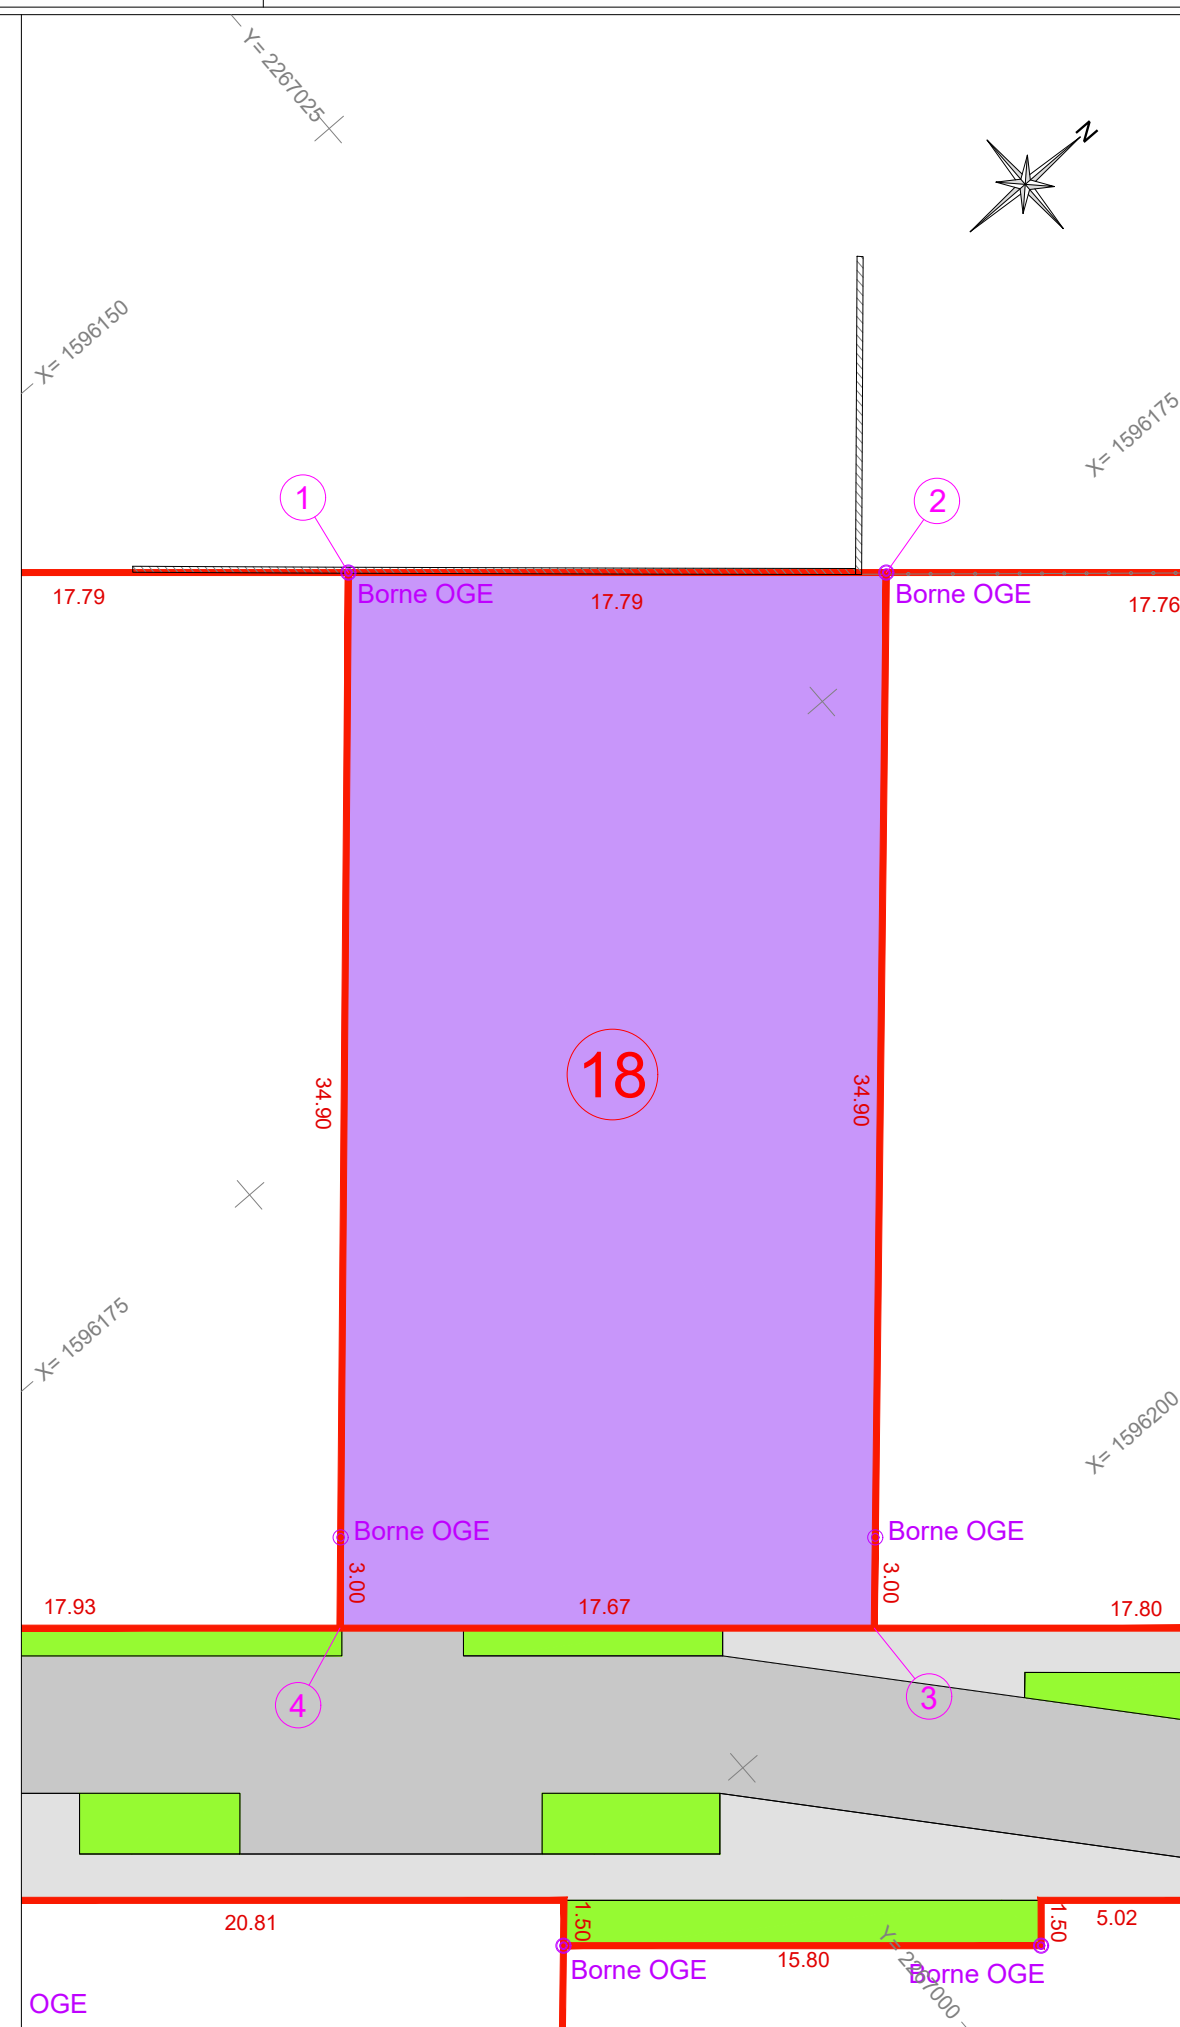 Y= 2267025
N
X= 1596150
X= 1596175
1
2
17.79
Borne OGE
17.79
Borne OGE
17.76
18
34.90
34.90
X= 1596175
X= 1596200
Borne OGE
Borne OGE
3.00
3.00
17.93
17.67
17.80
4
3
20.81
1.50
1.50
5.02
Borne OGE
15.80
Borne OGE
Y= 2267000
OGE